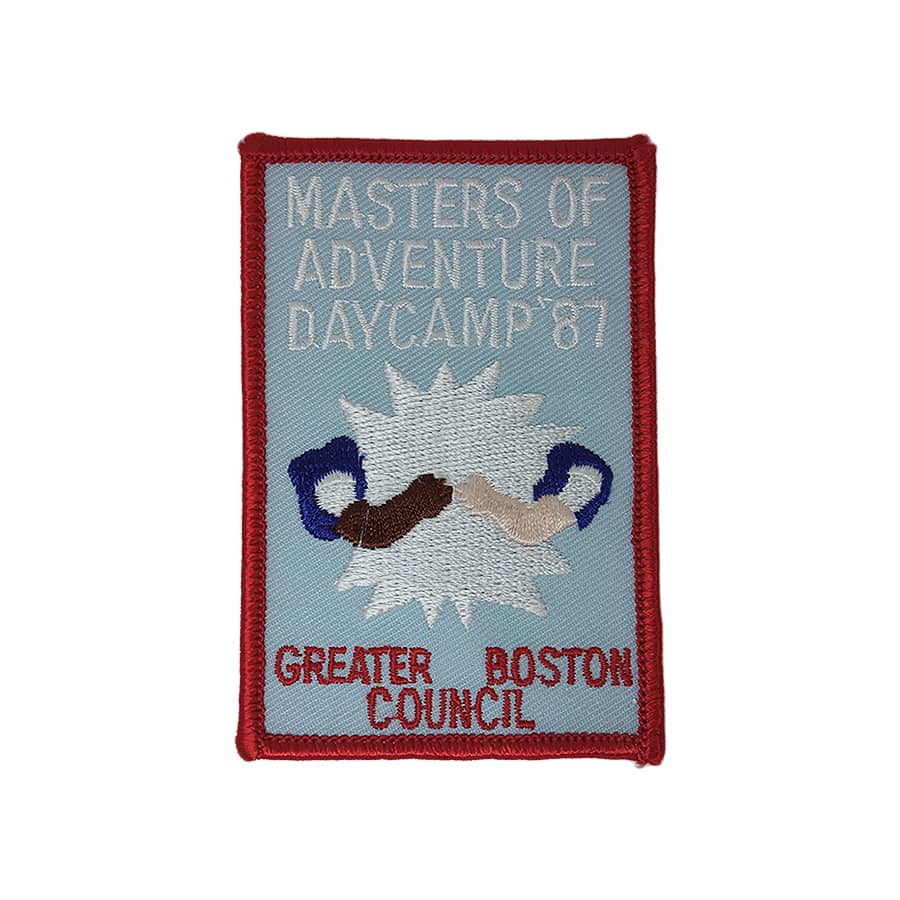 MASTERS OF
ADVENTURE
DAYCAMP '87
GREATER BOSTON
COUNCIL